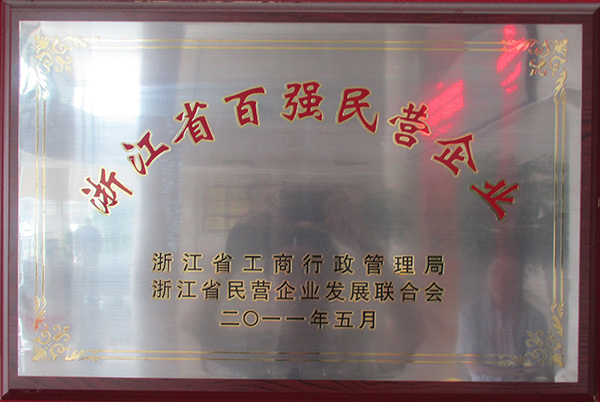 浙江省百强民营企业
浙江省工商行政管理局
浙江省民营企业发展联合会
二〇一一年五月